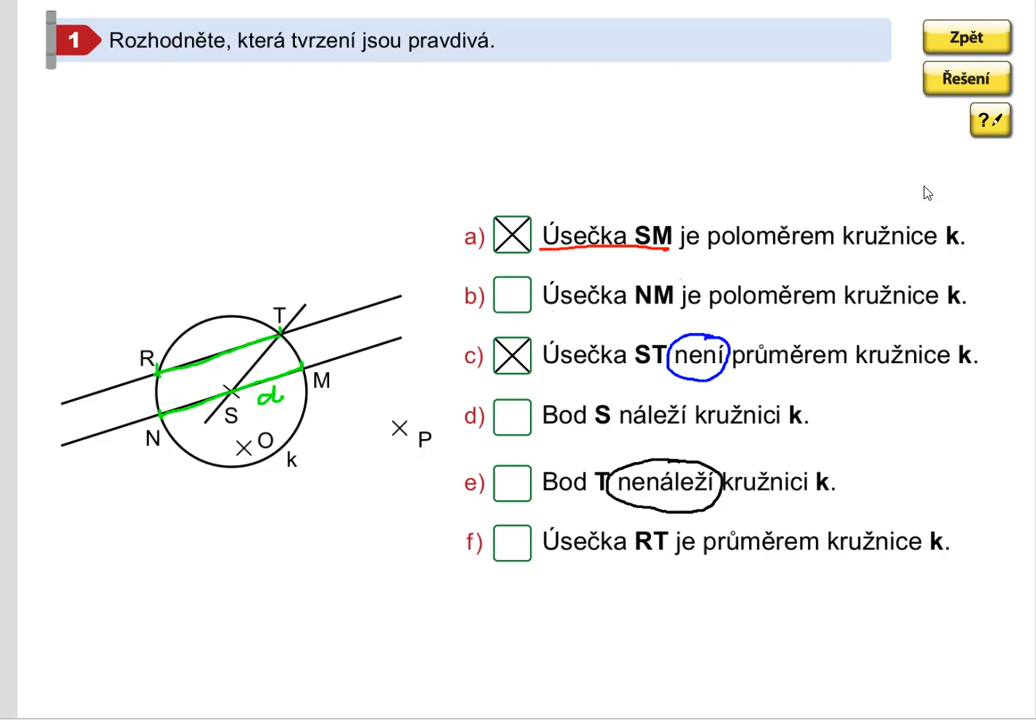 1 Rozhodněte, která tvrzení jsou pravdivá.
Zpět
Řešení
?
a) Úsečka SM je poloměrem kružnice k.
b) Úsečka NM je poloměrem kružnice k.
c) Úsečka ST není průměrem kružnice k.
d) Bod S náleží kružnici k.
e) Bod T nenáleží kružnici k.
f) Úsečka RT je průměrem kružnice k.
T
R
M
d
S
N
O
P
k